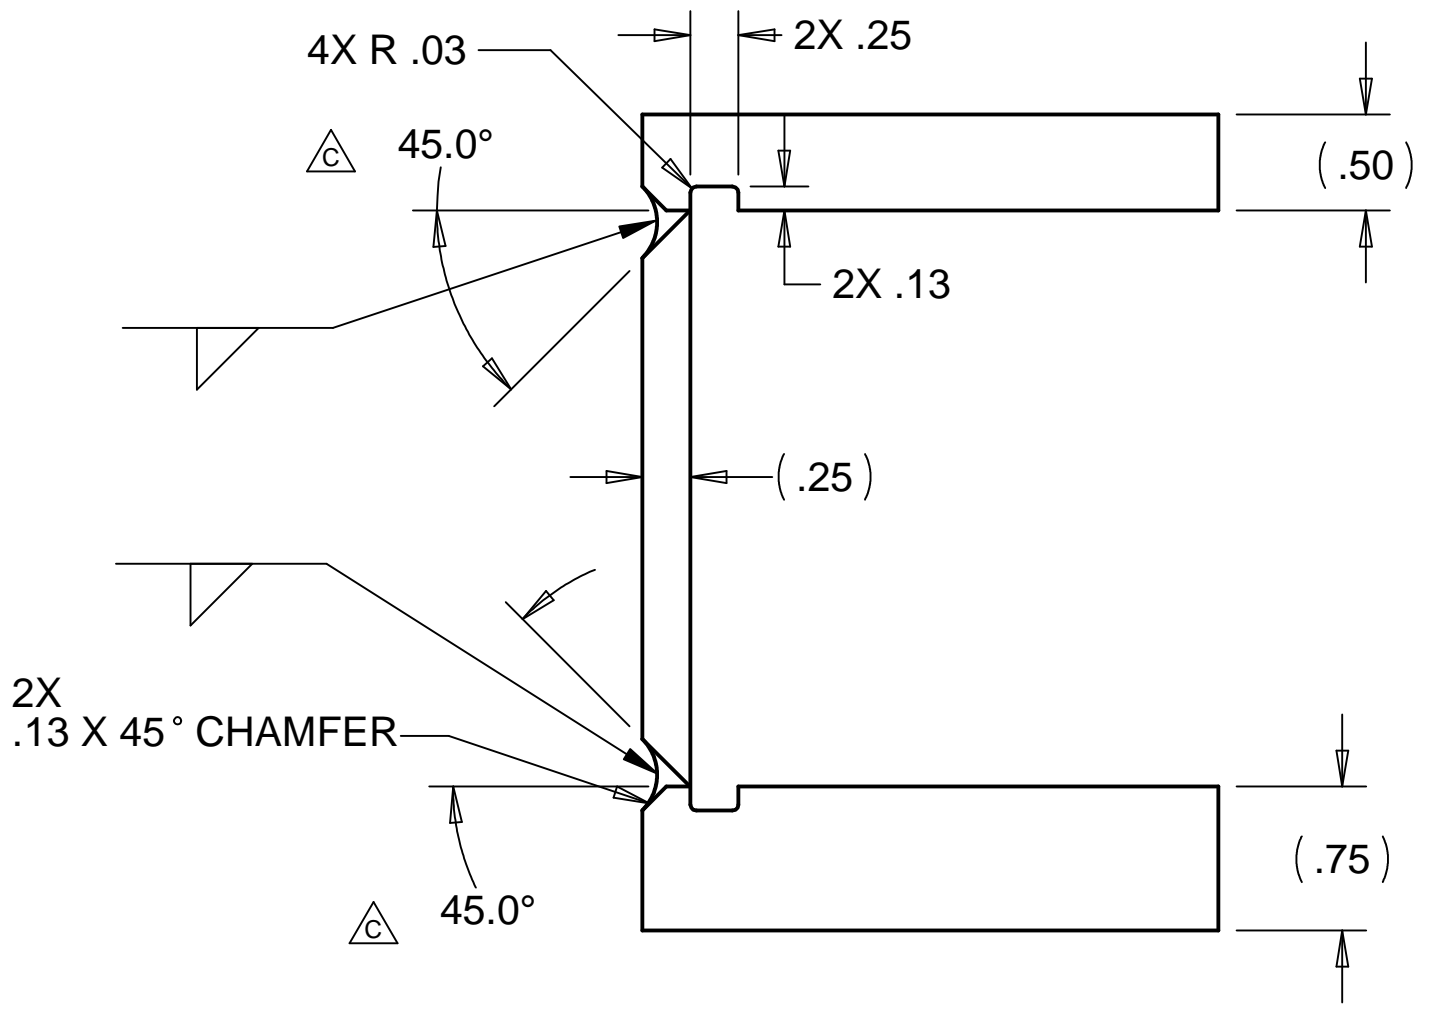 4X R .03
2X .25
C
45.0°
(.50)
2X .13
(.25)
2X
.13 X 45° CHAMFER
(.75)
C
45.0°